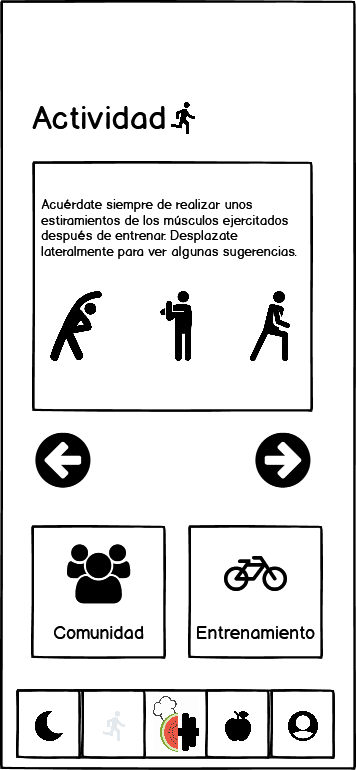 Actividad
Acuérdate siempre de realizar unos
estiramientos de los músculos ejercitados
después de entrenar. Desplazate
lateralmente para ver algunas sugerencias.
Comunidad
Entrenamiento